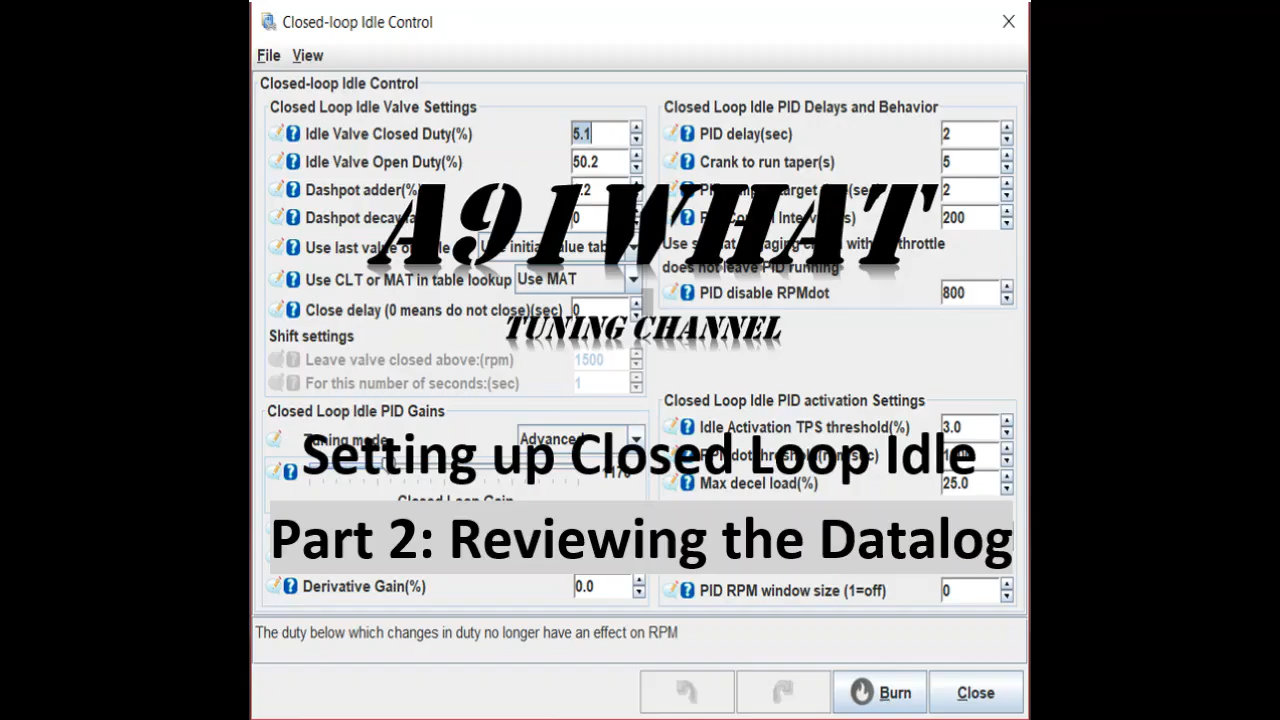 Closed-loop Idle Control
File View
Closed-loop Idle Control
Closed Loop Idle Valve Settings
Idle Valve Closed Duty(%) 5.1
Idle Valve Open Duty(%) 50.2
Dashpot adder(%)
Dashpot decay
Use last value
Use CLT or MAT in table lookup Use MAT
Close delay (0 means do not close)(sec) 0
Shift settings
Leave valve closed above:(rpm) 1500
For this number of seconds:(sec) 1
Closed Loop Idle PID Gains
Tuning mode Advanced
Closed Loop Gain
Derivative Gain(%) 0.0
Closed Loop Idle PID Delays and Behavior
PID delay(sec) 2
Crank to run taper(s) 5
2
200
does not leave PID running
PID disable RPMdot 800
Closed Loop Idle PID activation Settings
Idle Activation TPS threshold(%) 3.0
Max decel load(%) 25.0
PID RPM window size (1=off) 0
A91WHAT
TUNING CHANNEL
Setting up Closed Loop Idle
Part 2: Reviewing the Datalog
The duty below which changes in duty no longer have an effect on RPM
Burn Close